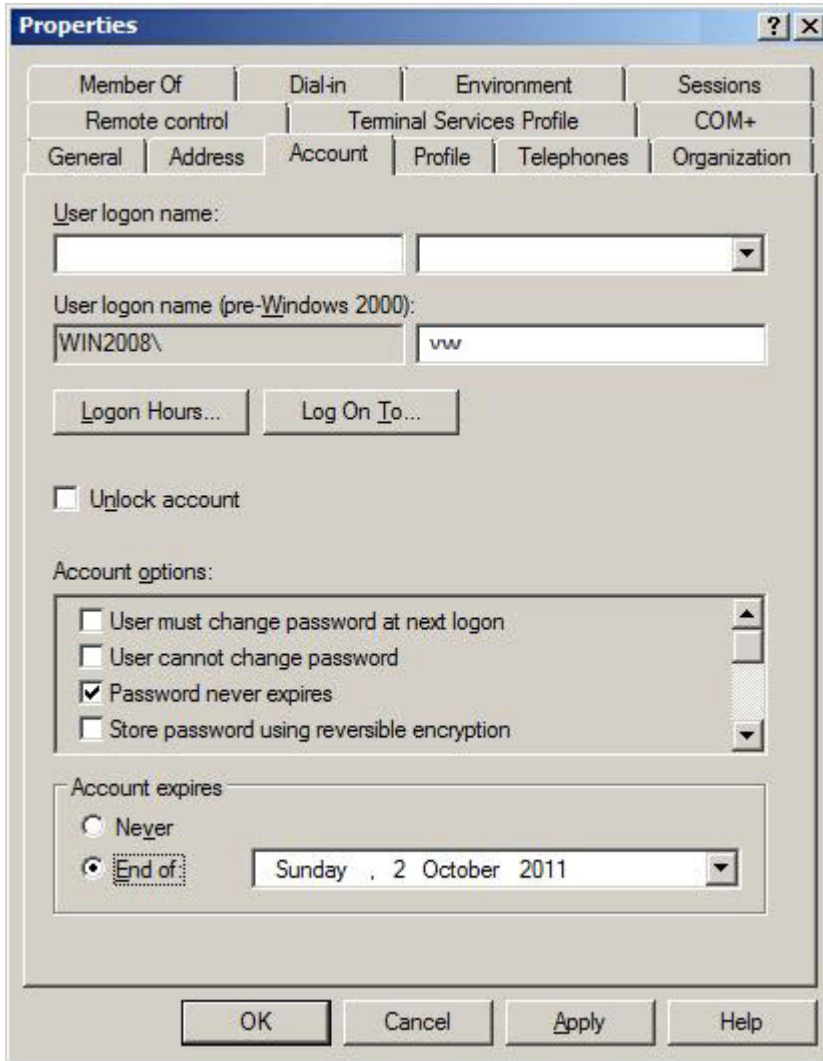 Properties
Member Of Dial-in Environment Sessions
Remote control Terminal Services Profile COM+
General Address Account Profile Telephones Organization
User logon name:
User logon name (pre-Windows 2000):
WIN2008\ vw
Logon Hours... Log On To...
Unlock account
Account options:
User must change password at next logon
User cannot change password
Password never expires
Store password using reversible encryption
Account expires
Never
End of: Sunday , 2 October 2011
OK Cancel Apply Help